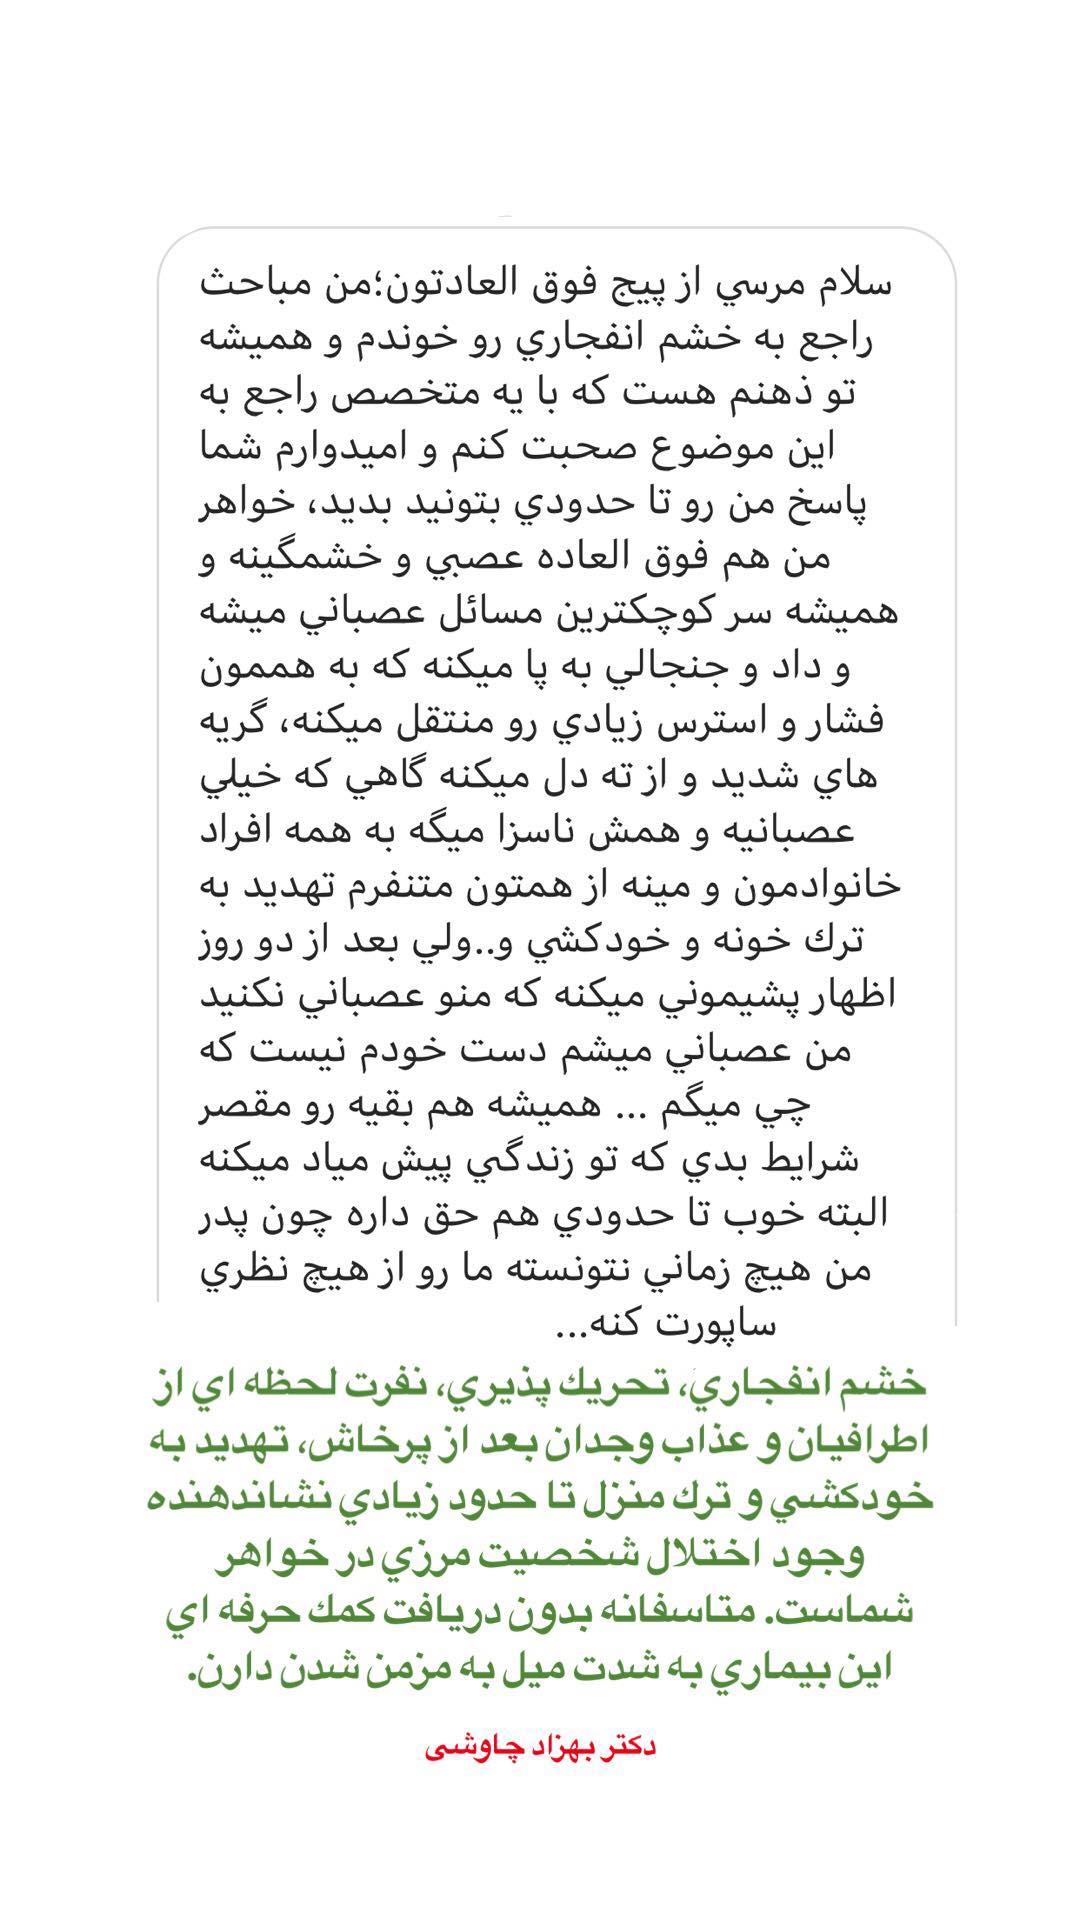 سلام مرسي از پيج فوق العادتون؛من مباحث
راجع به خشم انفجاري رو خوندم و هميشه
تو ذهنم هست كه با يه متخصص راجع به
اين موضوع صحبت كنم و اميدوارم شما
پاسخ من رو تا حدودي بتونيد بديد، خواهر
من هم فوق العاده عصبي و خشمگينه و
هميشه سر كوچكترين مسائل عصباني ميشه
و داد و جنجالي به پا ميكنه كه به هممون
فشار و استرس زيادي رو منتقل ميكنه، گريه
هاي شديد و از ته دل ميكنه گاهي كه خيلي
عصبانيه و همش ناسزا ميگه به همه افراد
خانوادمون و مينه از همتون متنفرم تهديد به
ترك خونه و خودكشي و..ولي بعد از دو روز
اظهار پشيموني ميكنه كه منو عصباني نكنيد
من عصباني ميشم دست خودم نيست كه
چي ميگم ... هميشه هم بقيه رو مقصر
شرايط بدي كه تو زندگي پيش مياد ميكنه
البته خوب تا حدودي هم حق داره چون پدر
من هيچ زماني نتونسته ما رو از هيچ نظري
ساپورت كنه...
خشم انفجاري، تحريك پذيري، نفرت لحظه اي از
اطرافيان و عذاب وجدان بعد از پرخاش، تهديد به
خودكشي و ترك منزل تا حدود زيادي نشاندهنده
وجود اختلال شخصيت مرزي در خواهر
شماست. متاسفانه بدون دريافت كمك حرفه اي
اين بيماري به شدت ميل به مزمن شدن دارن.
دكتر بهزاد چاوشی